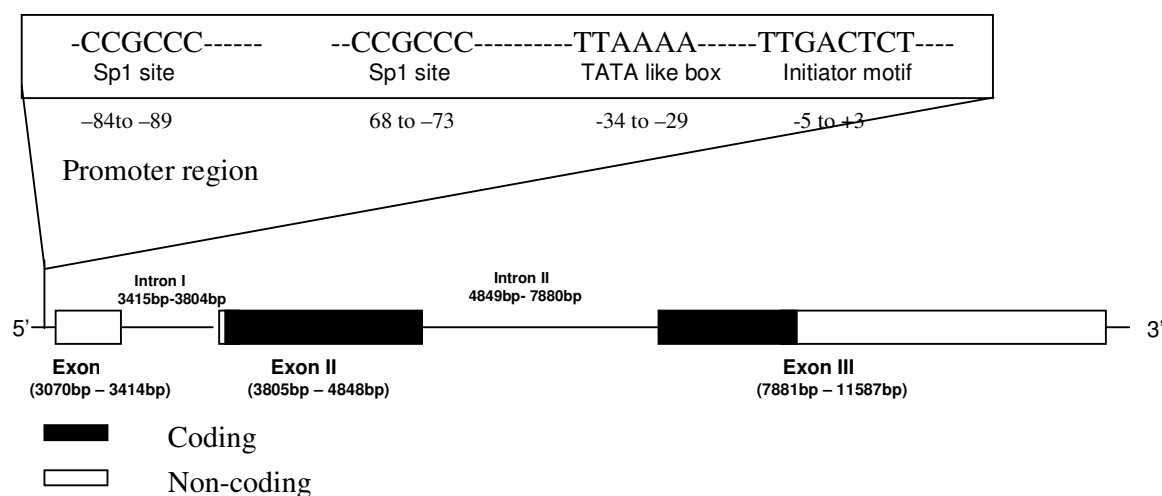 -CCGCCC------ --CCGCCC----------TTAAAA------TTGACTCT----
Sp1 site Sp1 site TATA like box Initiator motif
–84to –89 68 to –73 -34 to –29 -5 to +3
Promoter region
Intron I
3415bp-3804bp
Intron II
4849bp- 7880bp
5’ 3’
Exon Exon II Exon III
(3070bp – 3414bp) (3805bp – 4848bp) (7881bp – 11587bp)
Coding
Non-coding